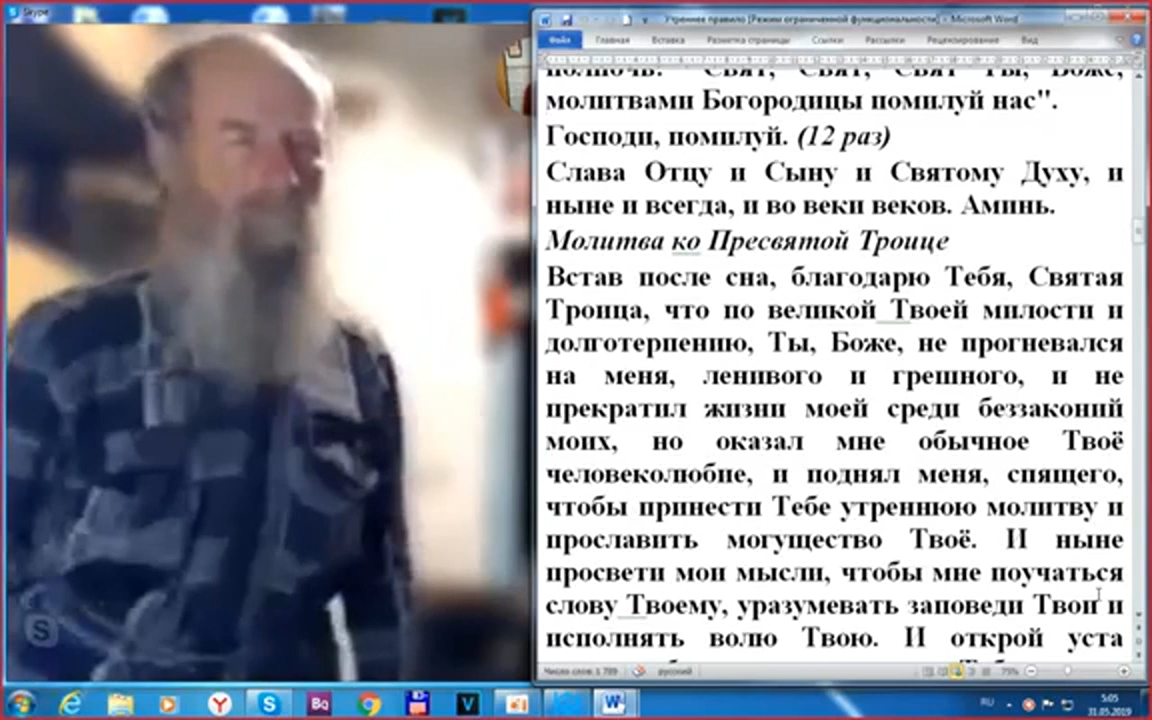 Skype
Утреннее правило [Режим ограниченной функциональности] - Microsoft Word
Файл Главная Вставка Разметка страницы Ссылки Рассылки Рецензирование Вид
полночь: "Свят, Свят, Свят Ты, Боже,
молитвами Богородицы помилуй нас".
Господи, помилуй. (12 раз)
Слава Отцу и Сыну и Святому Духу, и
ныне и всегда, и во веки веков. Аминь.
Молитва ко Пресвятой Троице
Встав после сна, благодарю Тебя, Святая
Троица, что по великой Твоей милости и
долготерпению, Ты, Боже, не прогневался
на меня, ленивого и грешного, и не
прекратил жизни моей среди беззаконий
моих, но оказал мне обычное Твоё
человеколюбие, и поднял меня, спящего,
чтобы принести Тебе утреннюю молитву и
прославить могущество Твоё. И ныне
просвети мои мысли, чтобы мне поучаться
слову Твоему, уразумевать заповеди Твои и
исполнять волю Твою. И открой уста
Число слов: 1 789 русский 75%
RU 5:05
31.05.2019